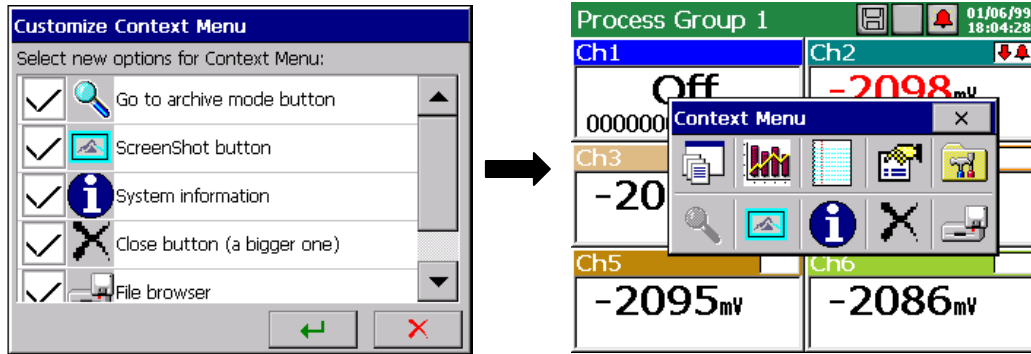 Customize Context Menu
Select new options for Context Menu:
Go to archive mode button
ScreenShot button
System information
Close button (a bigger one)
File browser
Process Group 1
01/06/99
18:04:28
Ch1
Ch2
Off
-2098mV
0000000
Context Menu
Ch3
-20
Ch5
Ch6
-2095mV
-2086mV